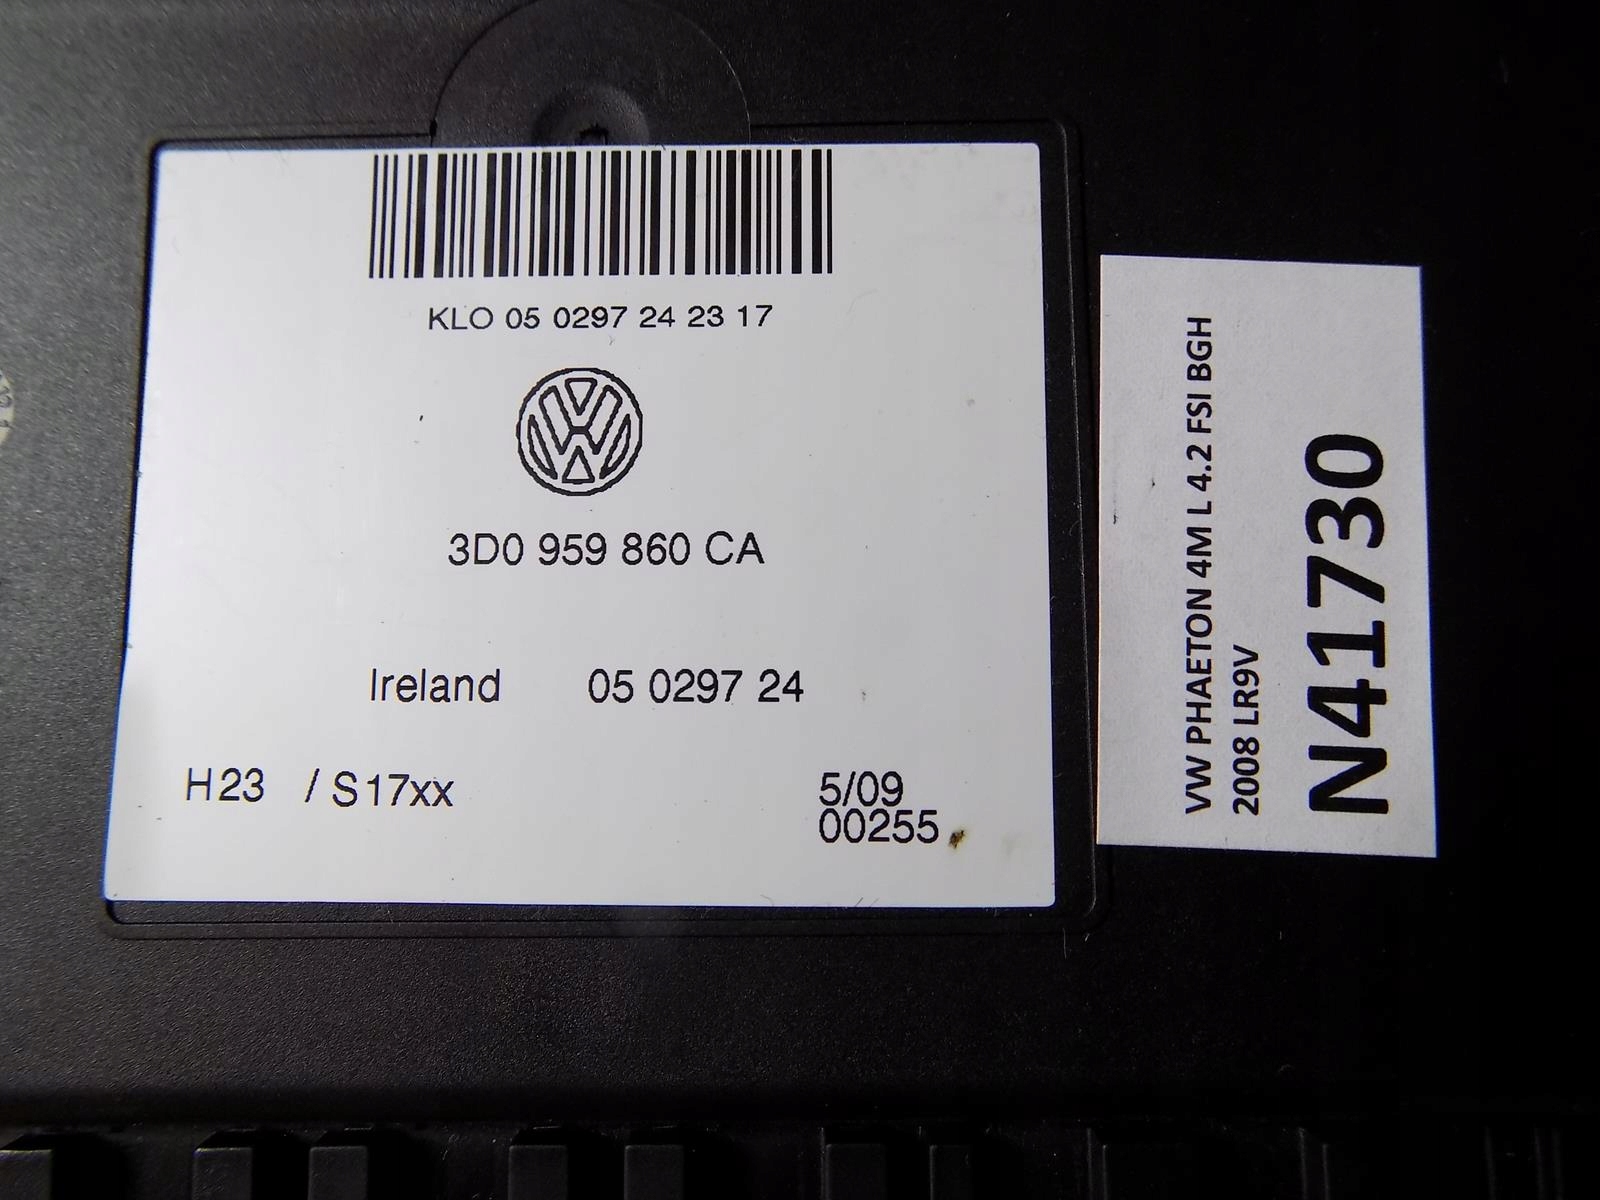 KLO 05 0297 24 23 17
3D0 959 860 CA
Ireland 05 0297 24
H23 / S17xx
5/09
00255
VW PHAETON 4M L 4.2 FSI BGH
2008 LR9V
N41730